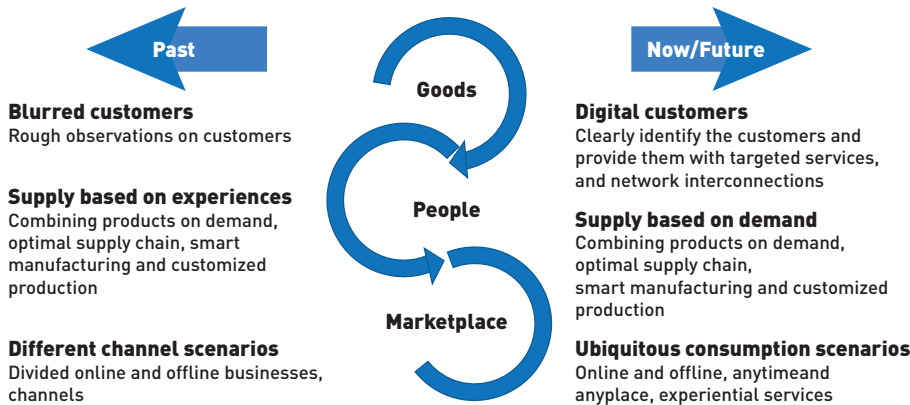 Past
Blurred customers
Rough observations on customers
Supply based on experiences
Combining products on demand,
optimal supply chain, smart
manufacturing and customized
production
Different channel scenarios
Divided online and offline businesses,
channels
Goods
People
Marketplace
Now/Future
Digital customers
Clearly identify the customers and
provide them with targeted services,
and network interconnections
Supply based on demand
Combining products on demand,
optimal supply chain,
smart manufacturing and customized
production
Ubiquitous consumption scenarios
Online and offline, anytimeand
anyplace, experiential services